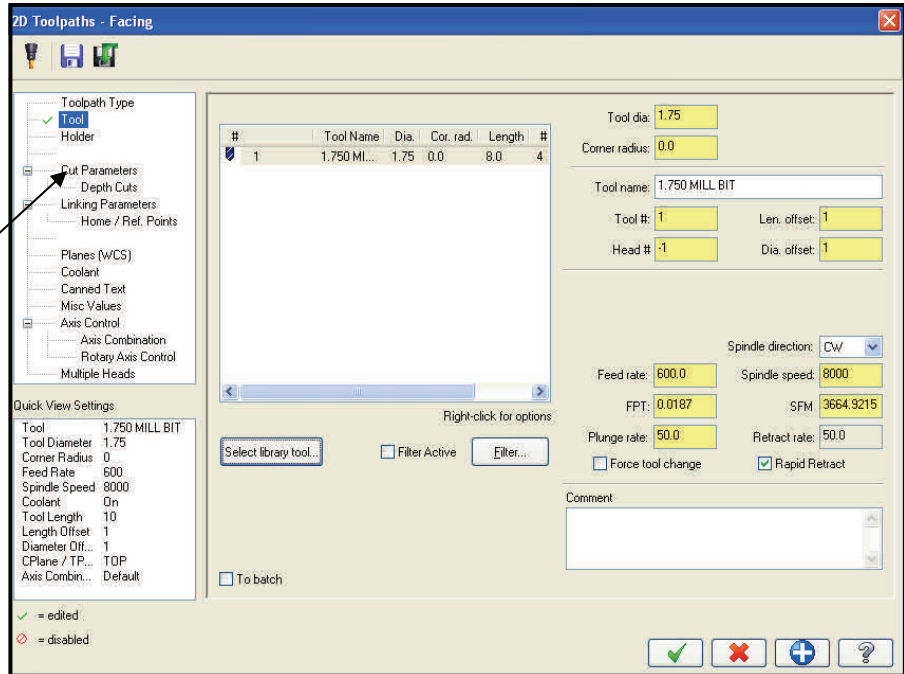 2D Toolpaths - Facing
Toolpath Type
Tool
Holder
Cut Parameters
Depth Cuts
Linking Parameters
Home / Ref. Points
Planes (WCS)
Coolant
Canned Text
Misc Values
Axis Control
Axis Combination
Rotary Axis Control
Multiple Heads
Quick View Settings
Tool 1.750 MILL BIT
Tool Diameter 1.75
Corner Radius 0
Feed Rate 600
Spindle Speed 8000
Coolant On
Tool Length 10
Length Offset 1
Diameter Off... 1
CPlane / TP... TOP
Axis Combin... Default
= edited
= disabled
# Tool Name Dia. Cor. rad. Length #
1 1.750 MI... 1.75 0.0 8.0 4
Right-click for options
Select library tool... Filter Active Filter...
To batch
Tool dia: 1.75
Corner radius: 0.0
Tool name: 1.750 MILL BIT
Tool #: 1 Len. offset: 1
Head # -1 Dia. offset: 1
Spindle direction: CW
Feed rate: 600.0 Spindle speed: 8000
FPT: 0.0187 SFM 3664.9215
Plunge rate: 50.0 Retract rate: 50.0
Force tool change Rapid Retract
Comment